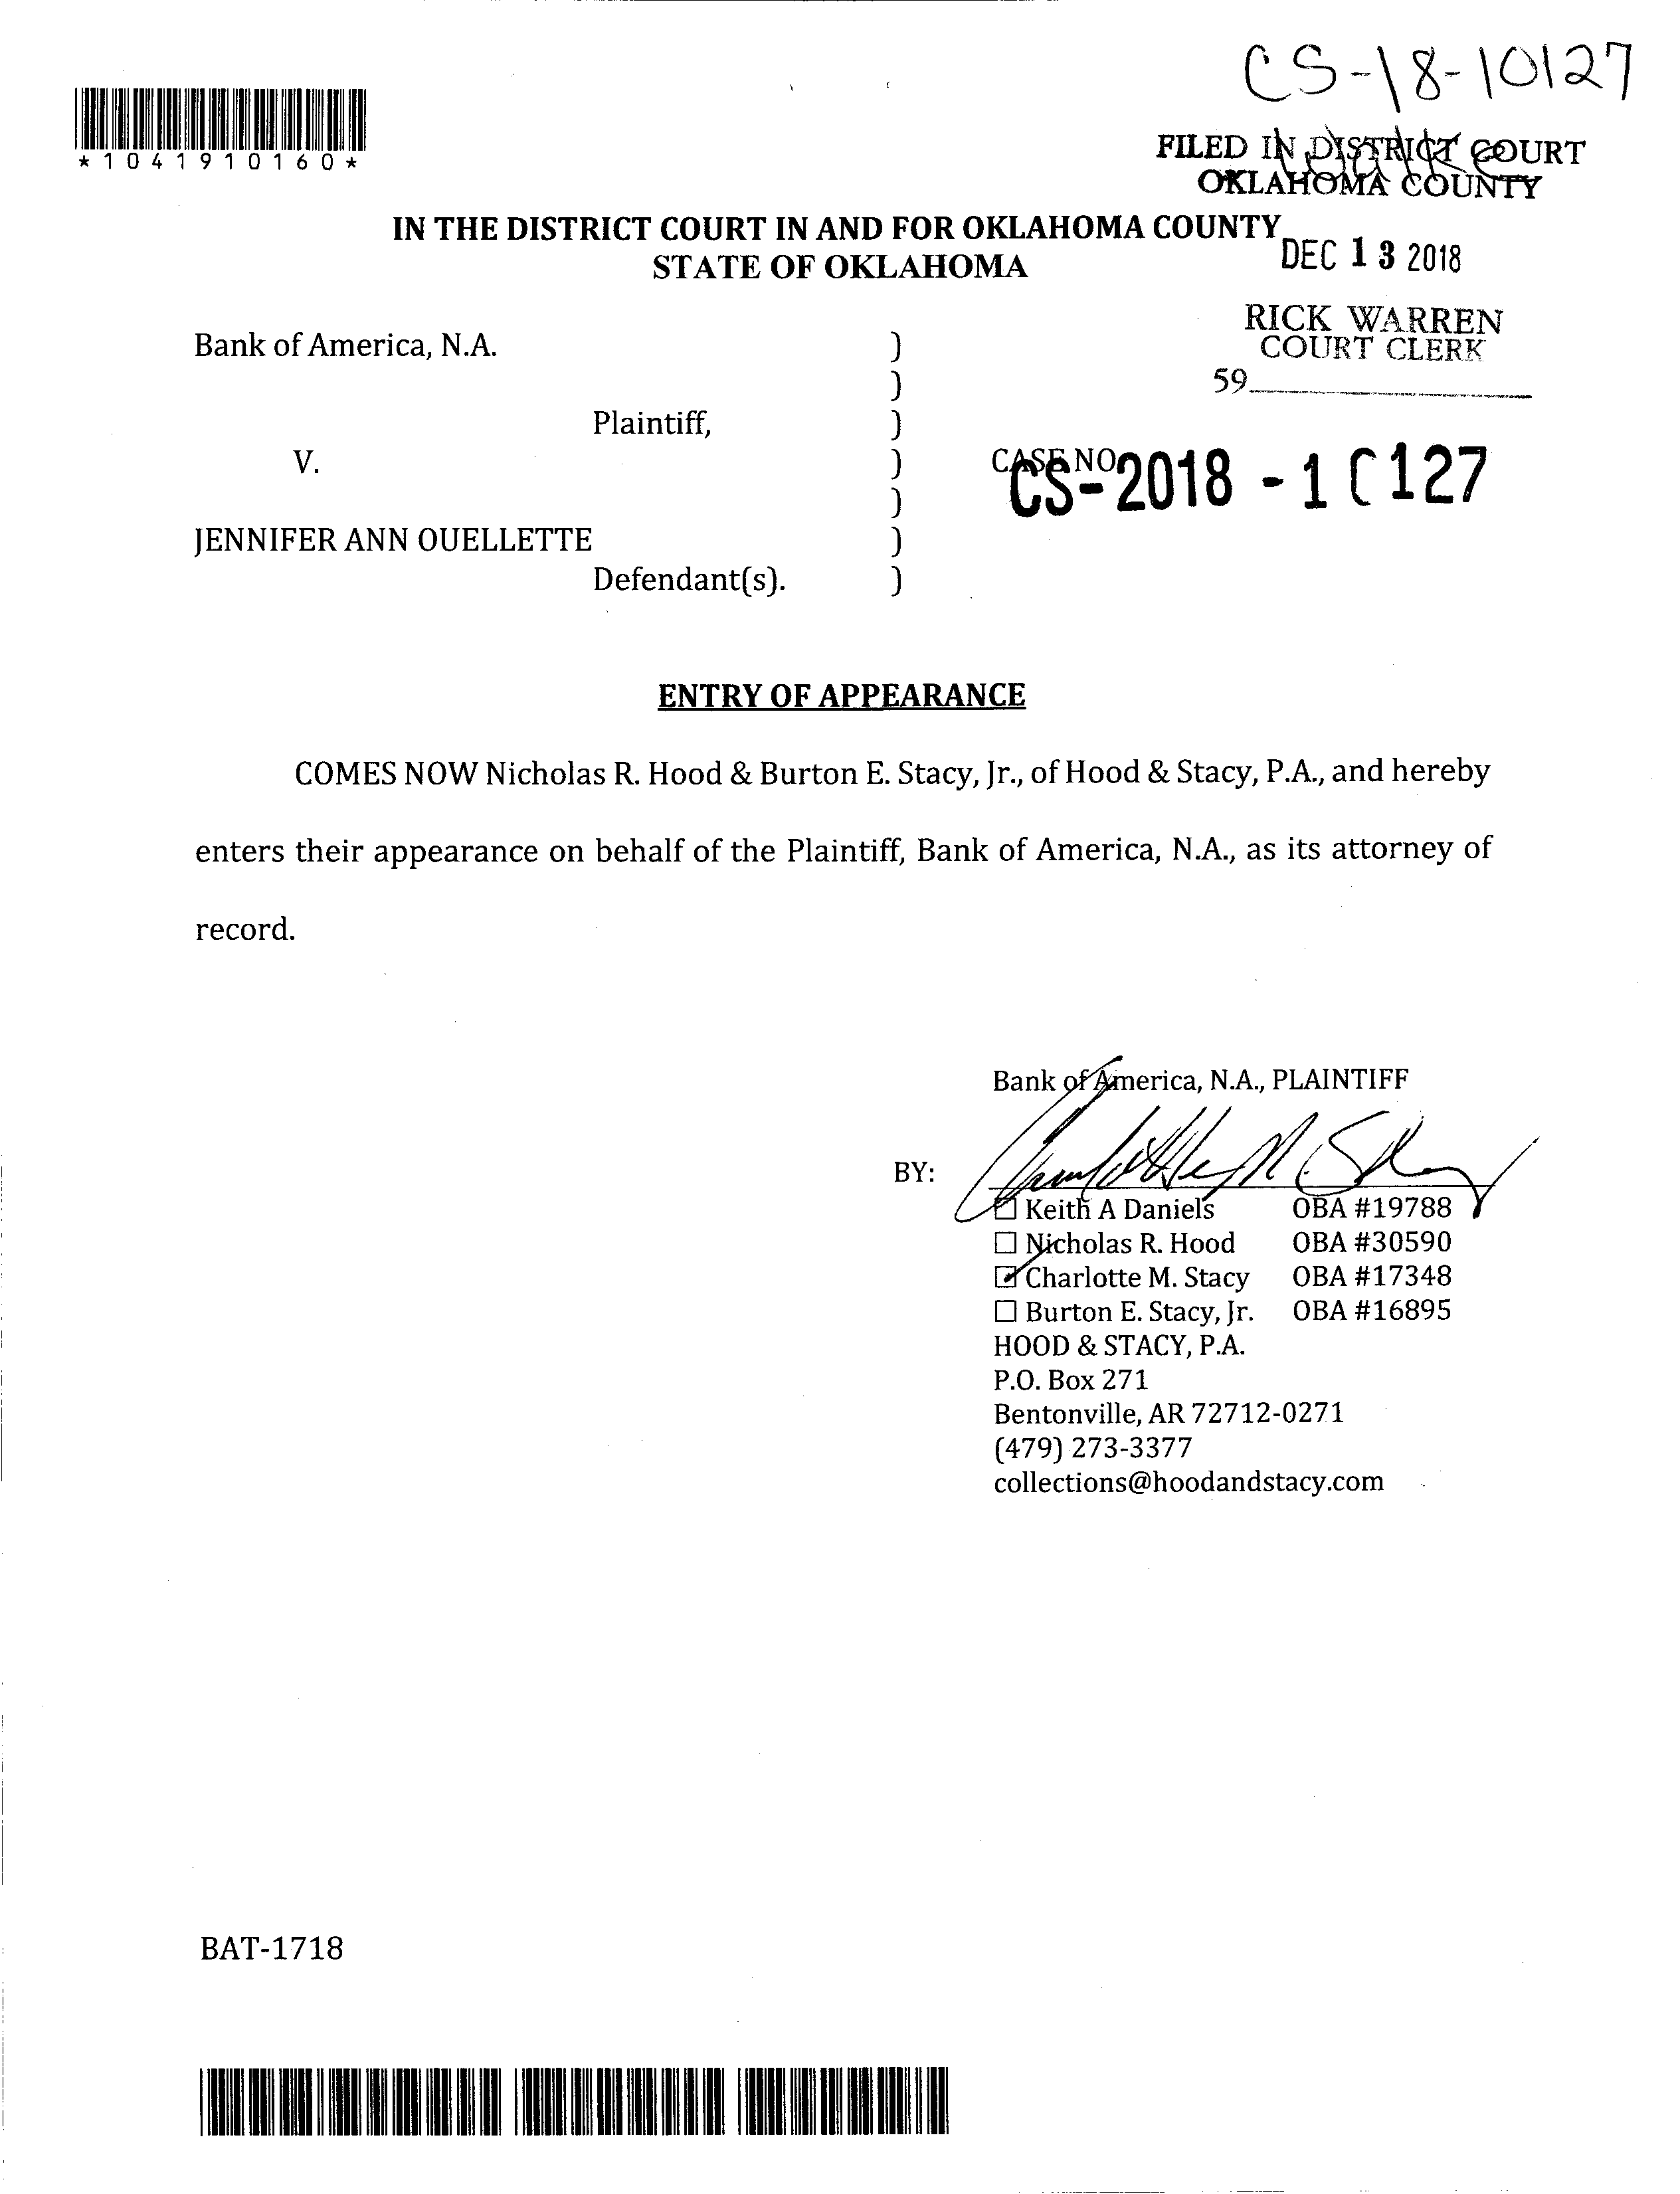 CS-18-10127
*1041910160*
FILED IN DISTRICT COURT
OKLAHOMA COUNTY
IN THE DISTRICT COURT IN AND FOR OKLAHOMA COUNTY
STATE OF OKLAHOMA
DEC 13 2018
RICK WARREN
COURT CLERK
59
Bank of America, N.A. )
)
Plaintiff, )
V. )
CASE NO.
CS-2018-10127
)
JENNIFER ANN OUELLETTE )
Defendant(s). )
ENTRY OF APPEARANCE
COMES NOW Nicholas R. Hood & Burton E. Stacy, Jr., of Hood & Stacy, P.A., and hereby
enters their appearance on behalf of the Plaintiff, Bank of America, N.A., as its attorney of
record.
Bank of America, N.A., PLAINTIFF
BY:
☐ Keith A Daniels OBA #19788
☐ Nicholas R. Hood OBA #30590
☑ Charlotte M. Stacy OBA #17348
☐ Burton E. Stacy, Jr. OBA #16895
HOOD & STACY, P.A.
P.O. Box 271
Bentonville, AR 72712-0271
(479) 273-3377
collections@hoodandstacy.com
BAT-1718